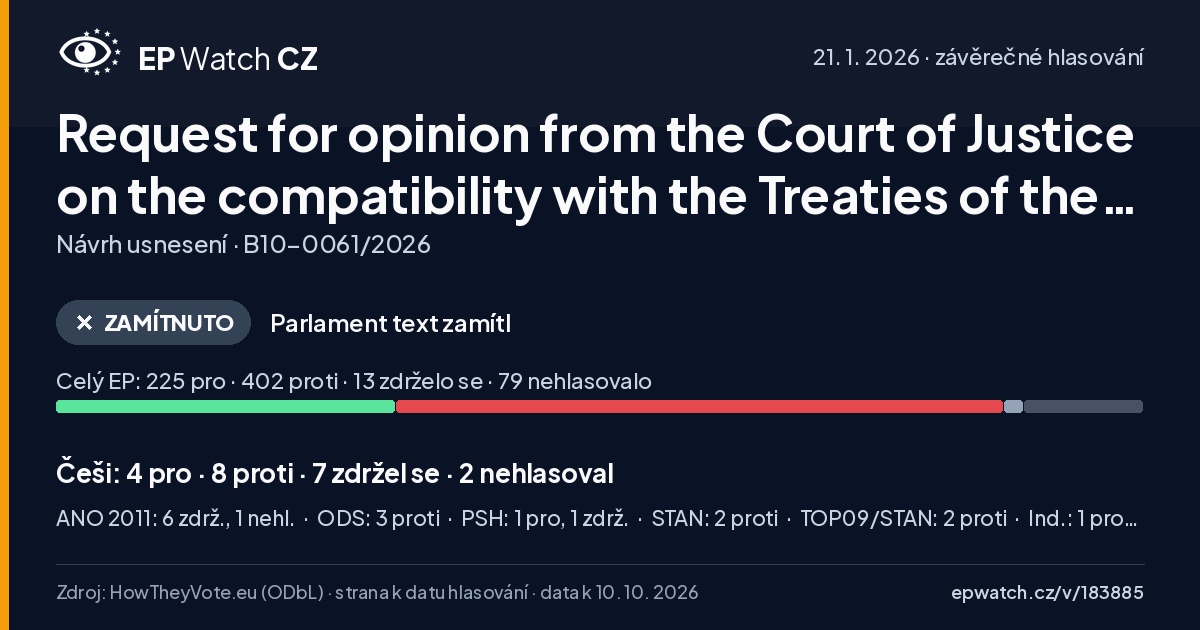 EP Watch CZ
21. 1. 2026 · závěrečné hlasování
Request for opinion from the Court of Justice
on the compatibility with the Treaties of the…
Návrh usnesení · B10-0061/2026
✕ ZAMÍTNUTO Parlament text zamítl
Celý EP: 225 pro · 402 proti · 13 zdrželo se · 79 nehlasovalo
Češi: 4 pro · 8 proti · 7 zdržel se · 2 nehlasoval
ANO 2011: 6 zdrž., 1 nehl. · ODS: 3 proti · PSH: 1 pro, 1 zdrž. · STAN: 2 proti · TOP09/STAN: 2 proti · Ind.: 1 pro…
Zdroj: HowTheyVote.eu (ODbL) · strana k datu hlasování · data k 10. 10. 2026
epwatch.cz/v/183885